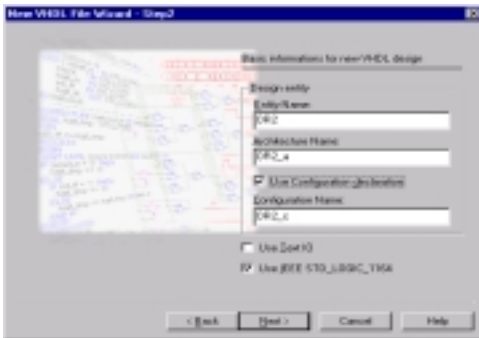 New VHDL File Wizard - Step2
Basic informations for new VHDL design
Design entity
Entity Name:
OR2
Architecture Name:
OR2_a
Use Configuration declaration
Configuration Name:
OR2_c
Use Text IO
Use IEEE STD_LOGIC_1164
< Back
Next >
Cancel
Help